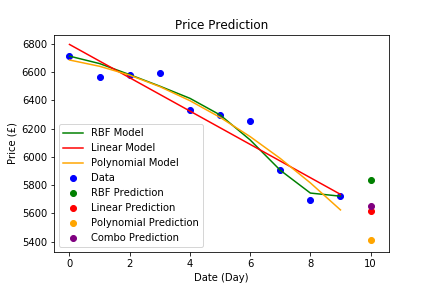 Price Prediction
Price (£)
6800
6600
6400
6200
6000
5800
5600
5400
RBF Model
Linear Model
Polynomial Model
Data
RBF Prediction
Linear Prediction
Polynomial Prediction
Combo Prediction
0 2 4 6 8 10
Date (Day)